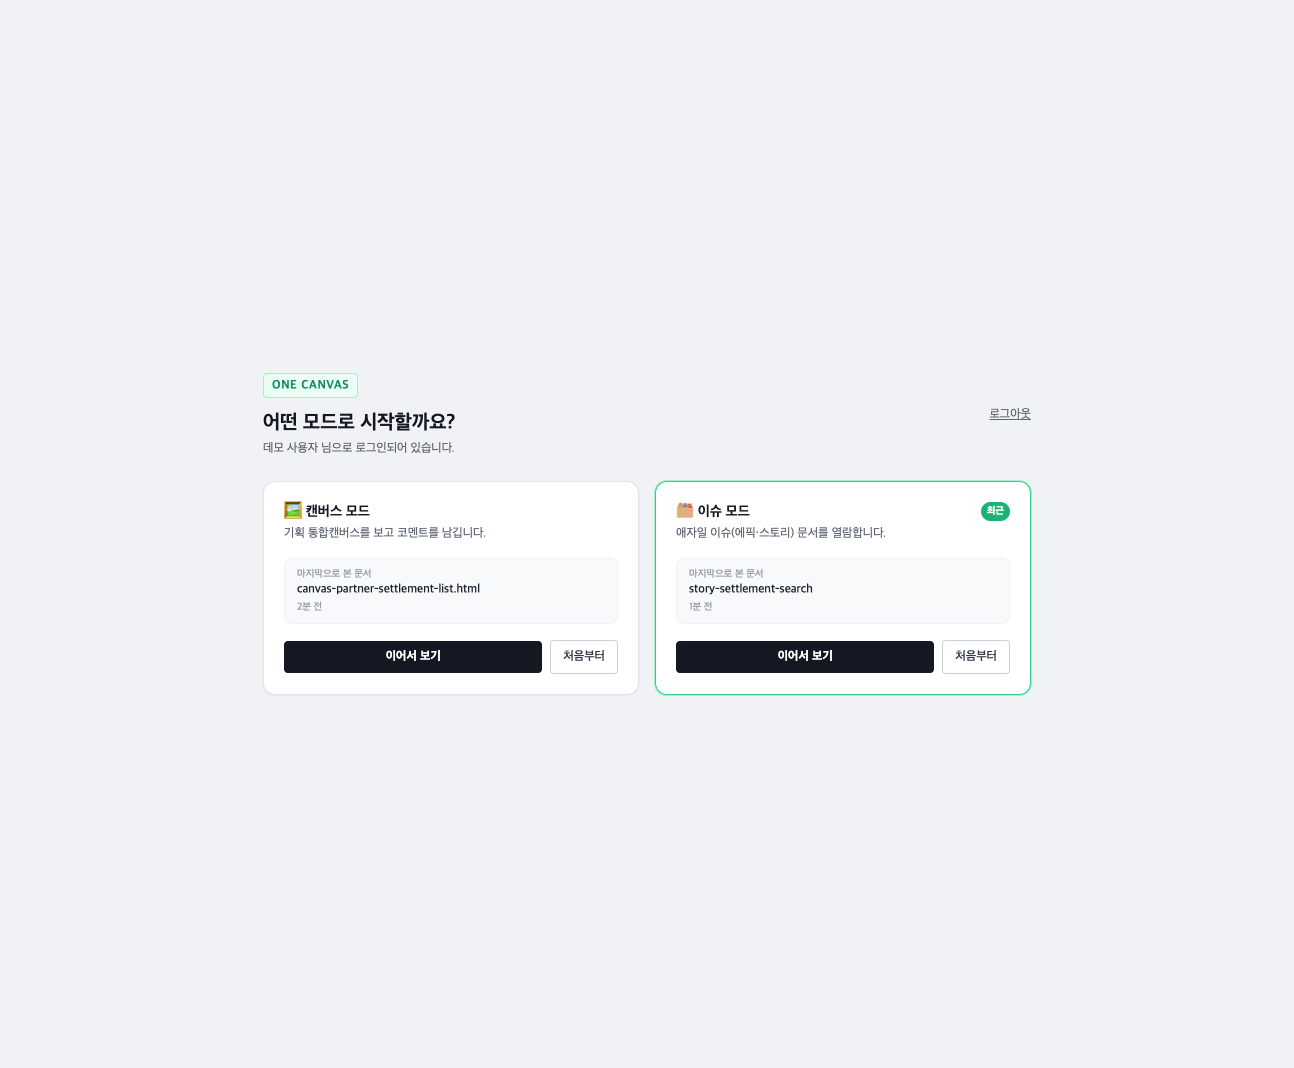 ONE CANVAS
어떤 모드로 시작할까요?
로그아웃
데모 사용자 님으로 로그인되어 있습니다.
캔버스 모드
기획 통합캔버스를 보고 코멘트를 남깁니다.
마지막으로 본 문서
canvas-partner-settlement-list.html
2분 전
이어서 보기
처음부터
이슈 모드
최근
애자일 이슈(에픽·스토리) 문서를 열람합니다.
마지막으로 본 문서
story-settlement-search
1분 전
이어서 보기
처음부터